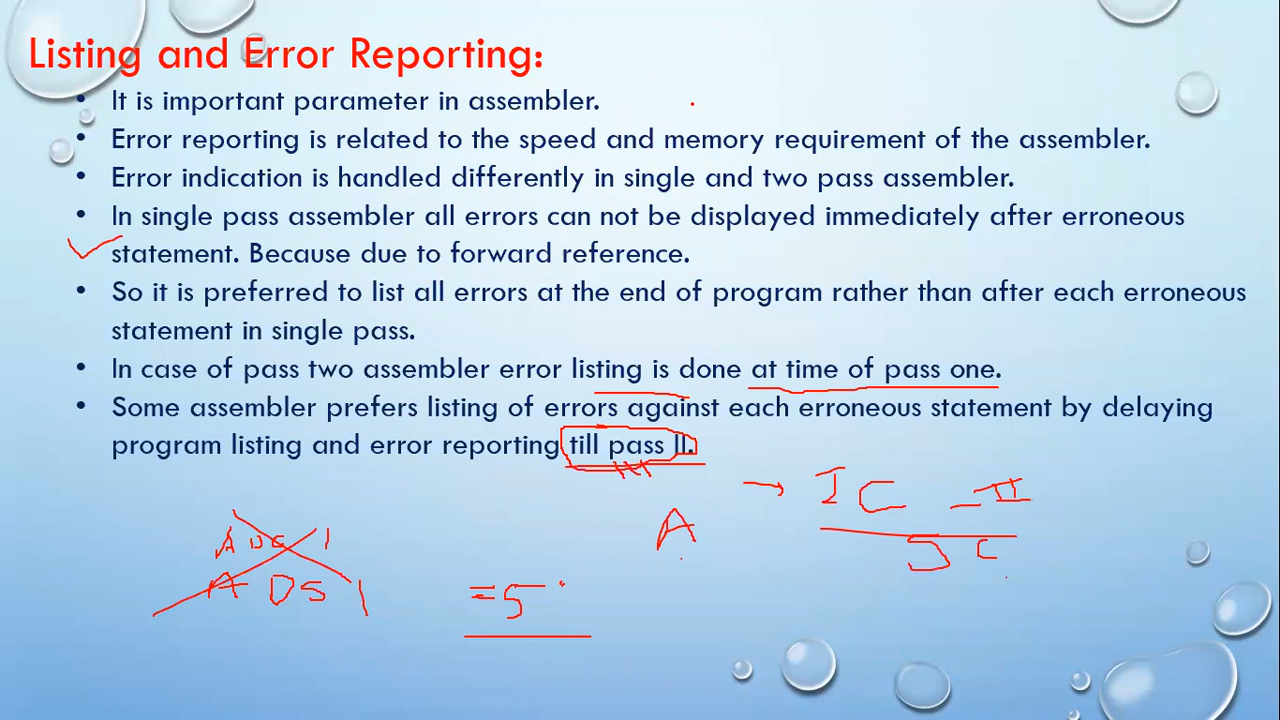 Listing and Error Reporting:
• It is important parameter in assembler.
• Error reporting is related to the speed and memory requirement of the assembler.
• Error indication is handled differently in single and two pass assembler.
• In single pass assembler all errors can not be displayed immediately after erroneous
statement. Because due to forward reference.
• So it is preferred to list all errors at the end of program rather than after each erroneous
statement in single pass.
• In case of pass two assembler error listing is done at time of pass one.
• Some assembler prefers listing of errors against each erroneous statement by delaying
program listing and error reporting till pass II.
→ IC - II
A
A DS 1
= 5